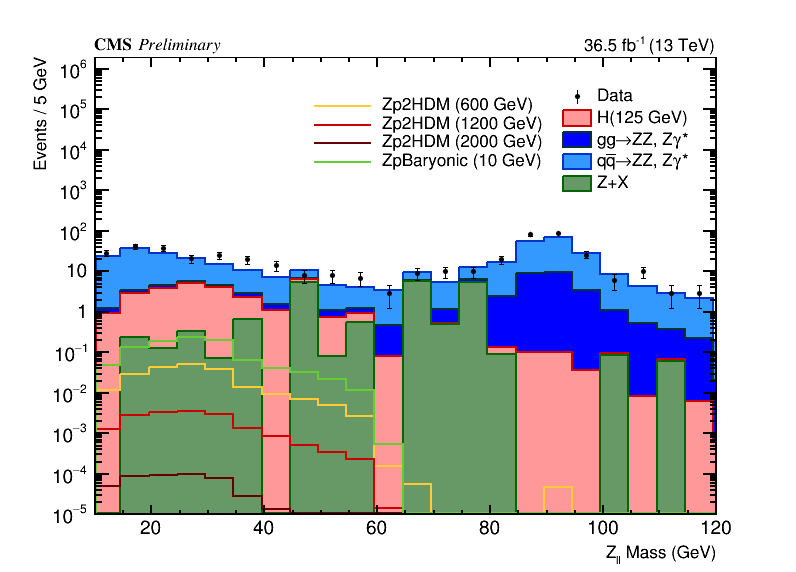 CMS Preliminary 36.5 fb⁻¹ (13 TeV)
Events / 5 GeV
10⁶
10⁵
10⁴
10³
10²
10
1
10⁻¹
10⁻²
10⁻³
10⁻⁴
10⁻⁵
Zp2HDM (600 GeV)
Zp2HDM (1200 GeV)
Zp2HDM (2000 GeV)
ZpBaryonic (10 GeV)
Data
H(125 GeV)
gg→ZZ, Zγ*
qq̅→ZZ, Zγ*
Z+X
20 40 60 80 100 120
Z_ll Mass (GeV)